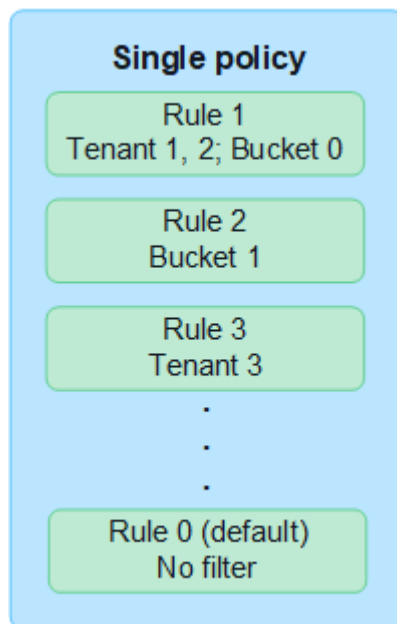 Single policy
Rule 1
Tenant 1, 2; Bucket 0
Rule 2
Bucket 1
Rule 3
Tenant 3
.
.
.
Rule 0 (default)
No filter